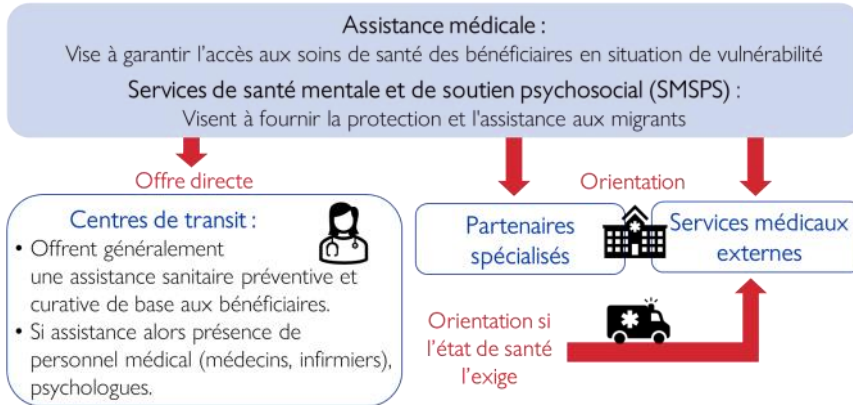 Assistance médicale :
Vise à garantir l'accès aux soins de santé des bénéficiaires en situation de vulnérabilité
Services de santé mentale et de soutien psychosocial (SMSPS) :
Visent à fournir la protection et l'assistance aux migrants
Offre directe
Orientation
Centres de transit :
• Offrent généralement
une assistance sanitaire préventive et
curative de base aux bénéficiaires.
• Si assistance alors présence de
personnel médical (médecins, infirmiers),
psychologues.
Partenaires
spécialisés
Services médicaux
externes
Orientation si
l'état de santé
l'exige